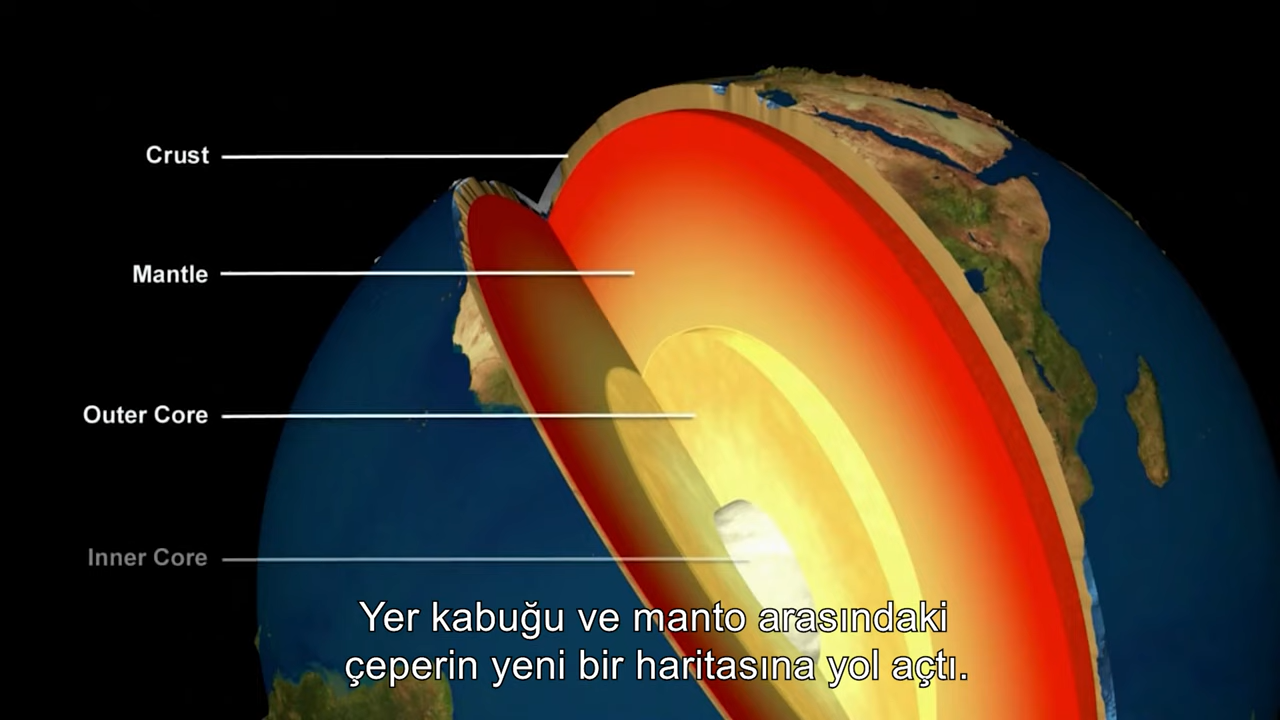 Crust
Mantle
Outer Core
Inner Core
Yer kabuğu ve manto arasındaki
çeperin yeni bir haritasına yol açtı.